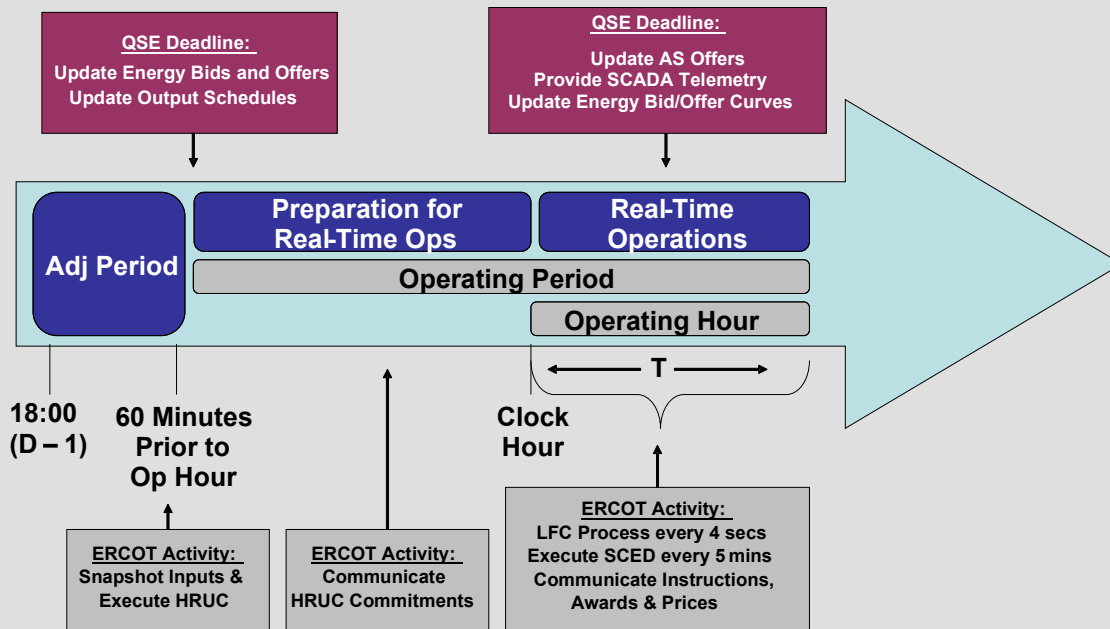 QSE Deadline:
Update Energy Bids and Offers
Update Output Schedules
QSE Deadline:
Update AS Offers
Provide SCADA Telemetry
Update Energy Bid/Offer Curves
Adj Period
Preparation for
Real-Time Ops
Real-Time
Operations
Operating Period
Operating Hour
T
18:00
(D – 1)
60 Minutes
Prior to
Op Hour
Clock
Hour
ERCOT Activity:
Snapshot Inputs &
Execute HRUC
ERCOT Activity:
Communicate
HRUC Commitments
ERCOT Activity:
LFC Process every 4 secs
Execute SCED every 5 mins
Communicate Instructions,
Awards & Prices